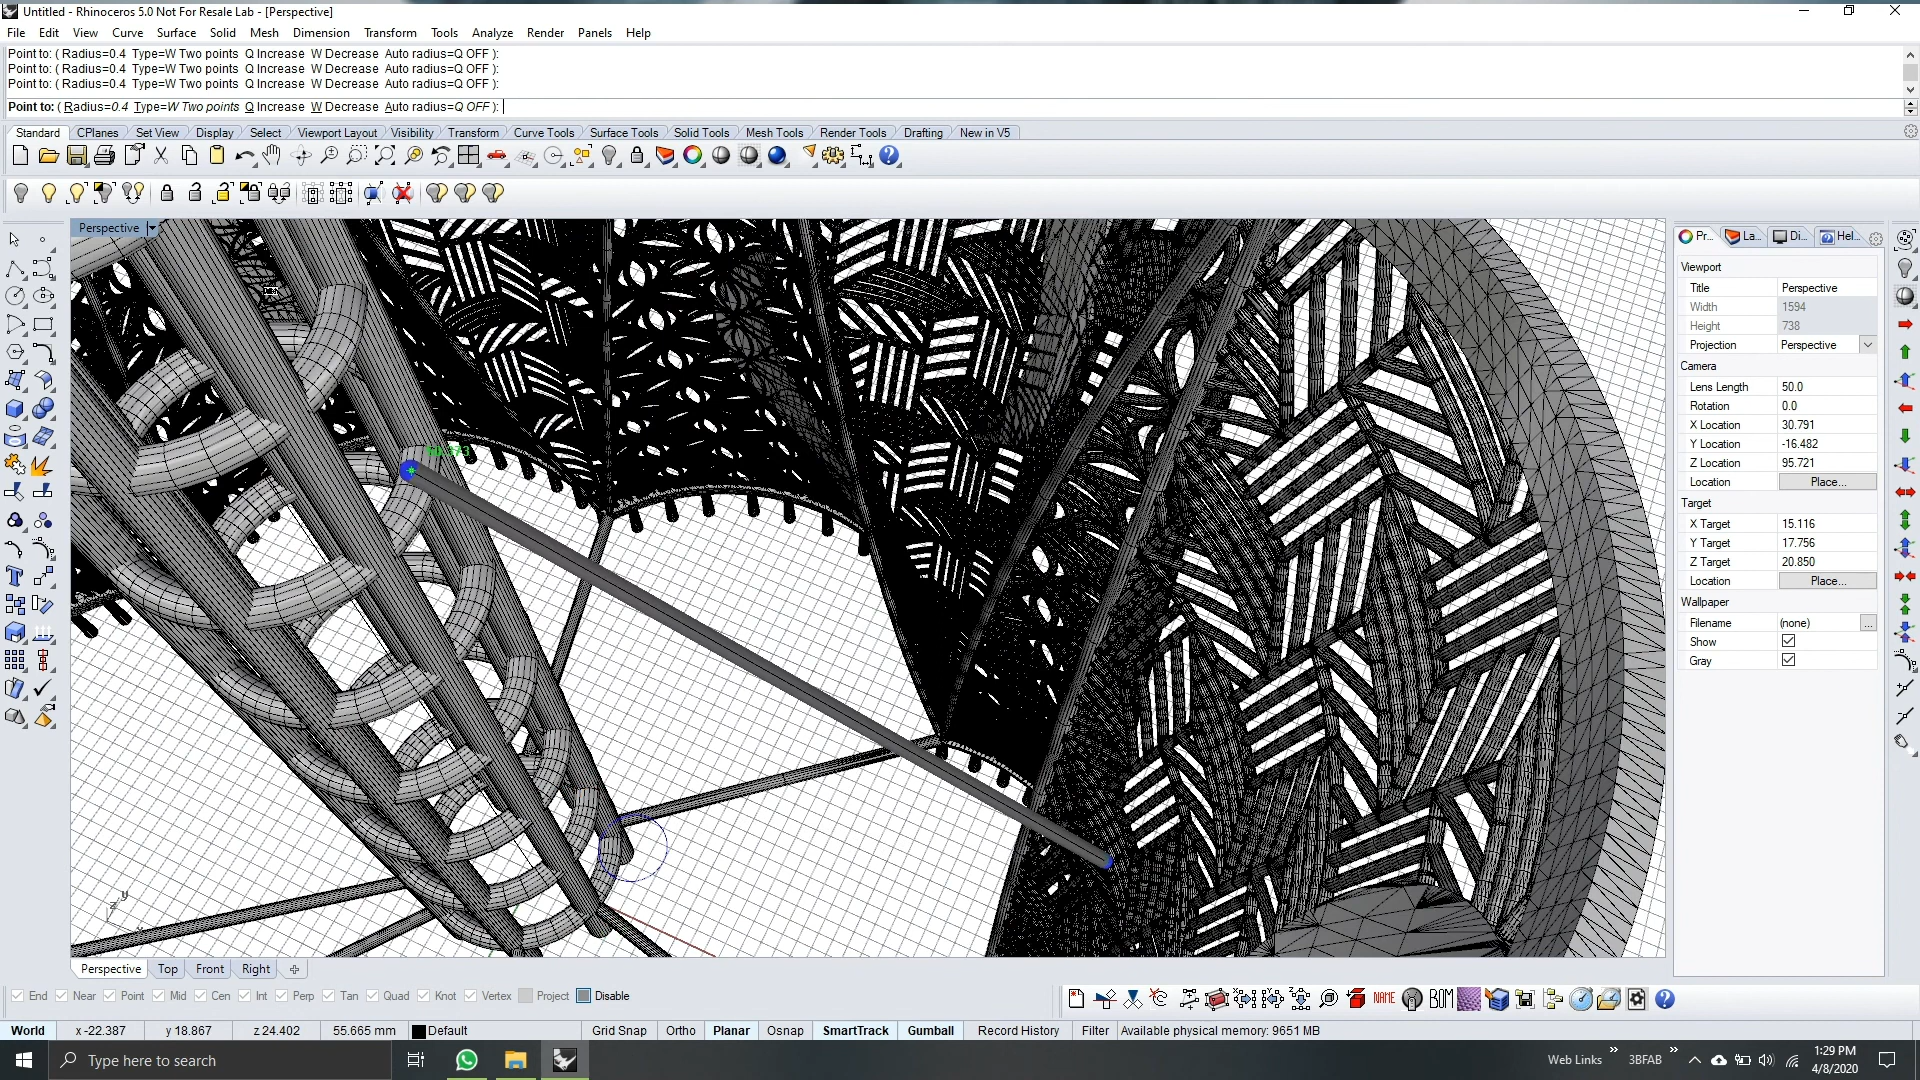 Untitled - Rhinoceros 5.0 Not For Resale Lab - [Perspective]
File Edit View Curve Surface Solid Mesh Dimension Transform Tools Analyze Render Panels Help
Point to: ( Radius=0.4 Type=W Two points Q Increase W Decrease Auto radius=Q OFF ):
Point to: ( Radius=0.4 Type=W Two points Q Increase W Decrease Auto radius=Q OFF ):
Point to: ( Radius=0.4 Type=W Two points Q Increase W Decrease Auto radius=Q OFF ):
Point to: ( Radius=0.4 Type=W Two points Q Increase W Decrease Auto radius=Q OFF ):
Standard CPlanes Set View Display Select Viewport Layout Visibility Transform Curve Tools Surface Tools Solid Tools Mesh Tools Render Tools Drafting New in V5
Perspective
Pr... La... Di... Hel...
Viewport
Title Perspective
Width 1594
Height 738
Projection Perspective
Camera
Lens Length 50.0
Rotation 0.0
X Location 30.791
Y Location -16.482
Z Location 95.721
Location Place...
Target
X Target 15.116
Y Target 17.756
Z Target 20.850
Location Place...
Wallpaper
Filename (none) ...
Show
Gray
z y
Perspective Top Front Right
End Near Point Mid Cen Int Perp Tan Quad Knot Vertex Project Disable
NAME BOM
World x -22.387 y 18.867 z 24.402 55.665 mm Default Grid Snap Ortho Planar Osnap SmartTrack Gumball Record History Filter Available physical memory: 9651 MB
Type here to search
Web Links » 3BFAB »
1:29 PM
4/8/2020